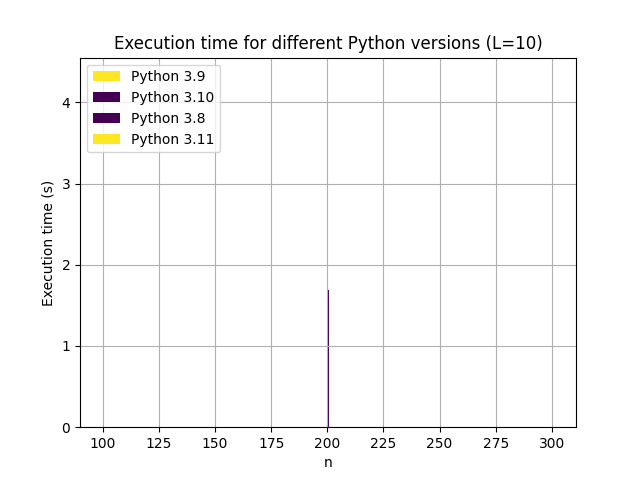 Execution time for different Python versions (L=10)
Python 3.9
Python 3.10
Python 3.8
Python 3.11
4
3
2
1
0
Execution time (s)
100 125 150 175 200 225 250 275 300
n